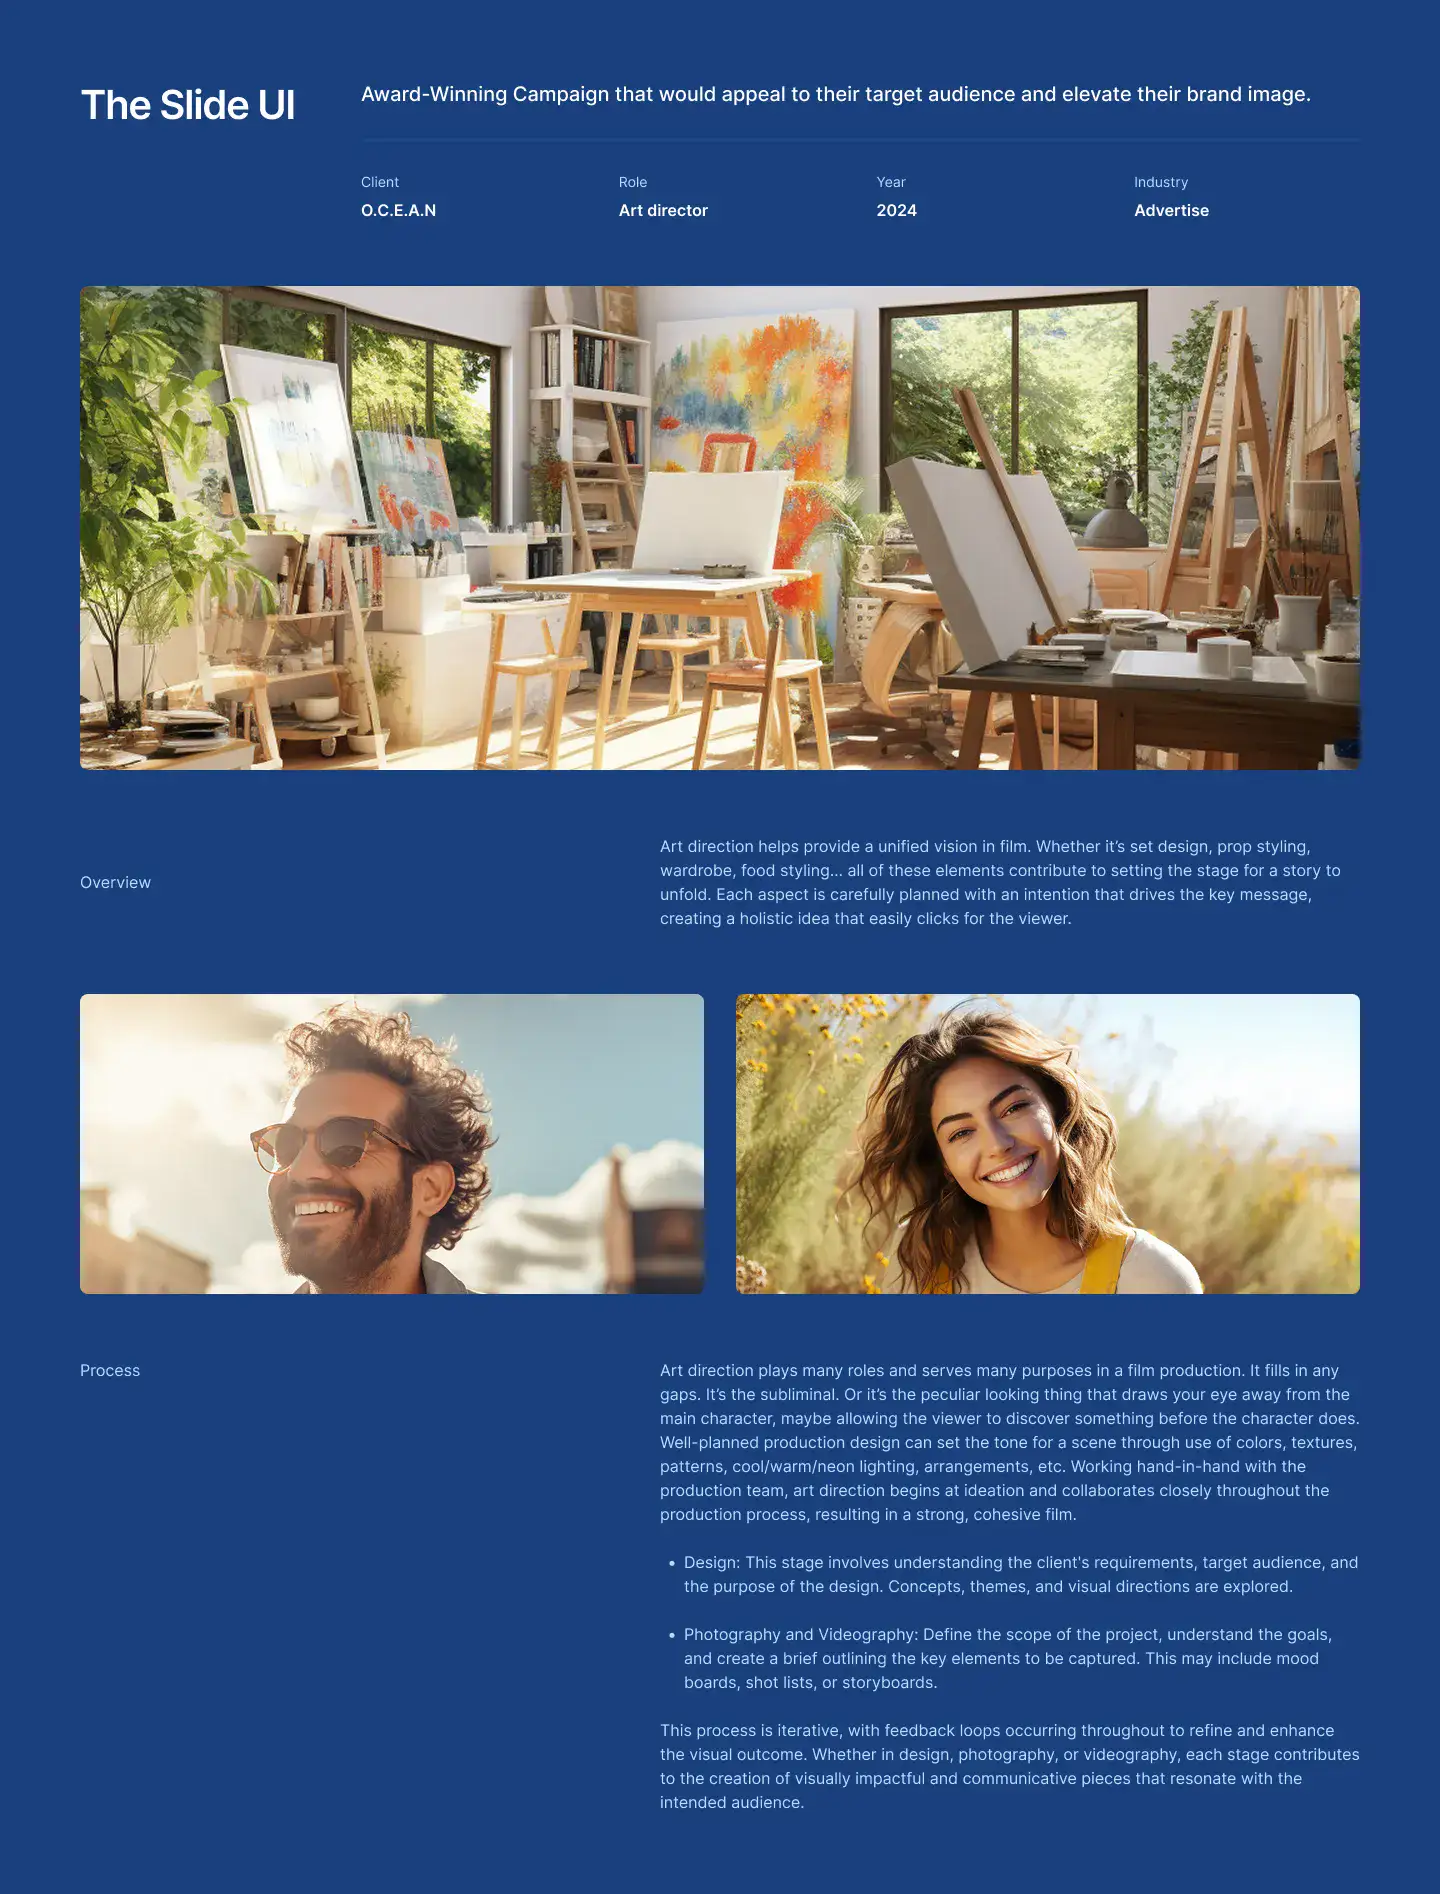 The Slide UI
Award-Winning Campaign that would appeal to their target audience and elevate their brand image.
Client
O.C.E.A.N
Role
Art director
Year
2024
Industry
Advertise
Overview
Art direction helps provide a unified vision in film. Whether it’s set design, prop styling,
wardrobe, food styling... all of these elements contribute to setting the stage for a story to
unfold. Each aspect is carefully planned with an intention that drives the key message,
creating a holistic idea that easily clicks for the viewer.
Process
Art direction plays many roles and serves many purposes in a film production. It fills in any
gaps. It’s the subliminal. Or it’s the peculiar looking thing that draws your eye away from the
main character, maybe allowing the viewer to discover something before the character does.
Well-planned production design can set the tone for a scene through use of colors, textures,
patterns, cool/warm/neon lighting, arrangements, etc. Working hand-in-hand with the
production team, art direction begins at ideation and collaborates closely throughout the
production process, resulting in a strong, cohesive film.
• Design: This stage involves understanding the client's requirements, target audience, and
the purpose of the design. Concepts, themes, and visual directions are explored.
• Photography and Videography: Define the scope of the project, understand the goals,
and create a brief outlining the key elements to be captured. This may include mood
boards, shot lists, or storyboards.
This process is iterative, with feedback loops occurring throughout to refine and enhance
the visual outcome. Whether in design, photography, or videography, each stage contributes
to the creation of visually impactful and communicative pieces that resonate with the
intended audience.